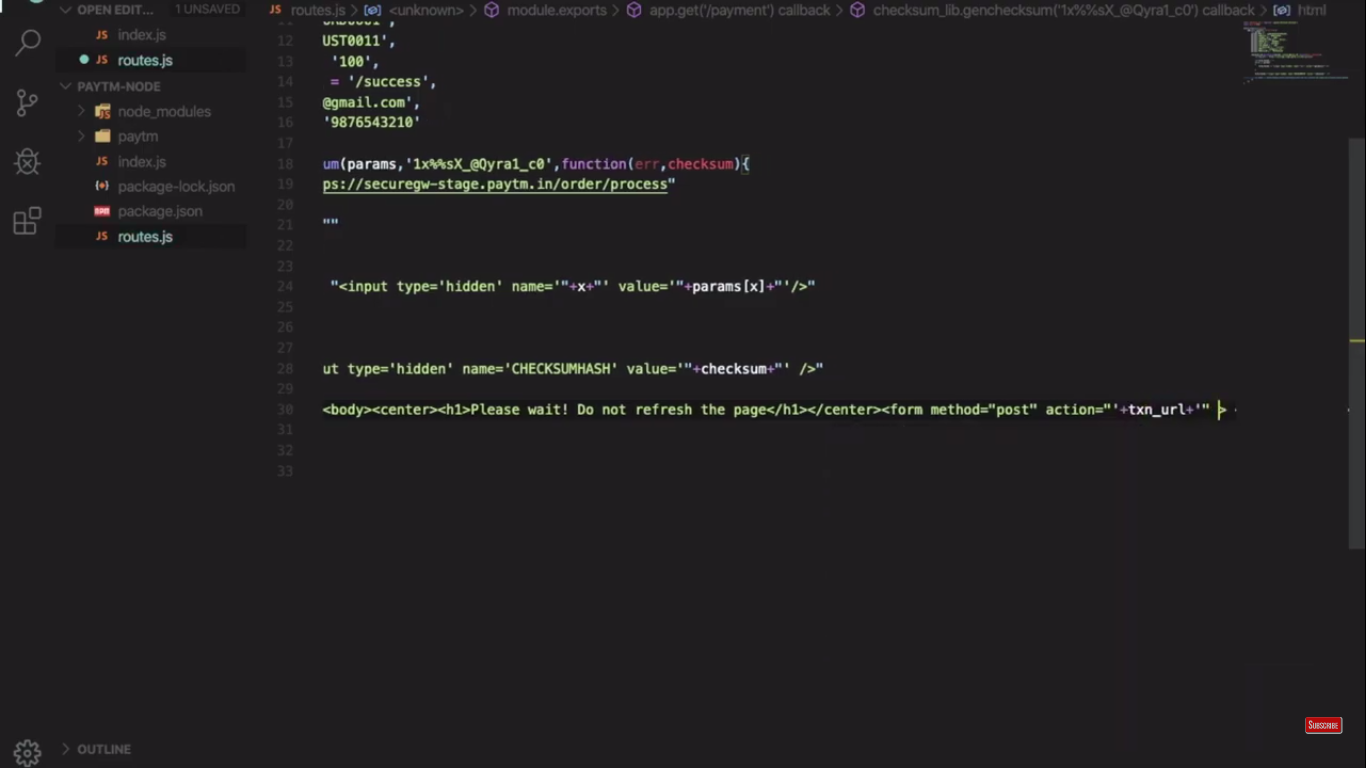 routes.js > <unknown> > module.exports > app.get('/payment') callback > checksum_lib.genchecksum('1x%%sX_@Qyra1_c0') callback > html
OPEN EDIT... 1 UNSAVED
JS index.js
JS routes.js
PAYTM-NODE
node_modules
paytm
JS index.js
package-lock.json
package.json
JS routes.js
OUTLINE
12 UST0011',
13 '100',
14 = '/success',
15 @gmail.com',
16 '9876543210'
17
18 um(params,'1x%%sX_@Qyra1_c0',function(err,checksum){
19 ps://securegw-stage.paytm.in/order/process"
20
21 ""
22
23
24 "<input type='hidden' name='"+x+"' value='"+params[x]+"'/>"
25
26
27
28 ut type='hidden' name='CHECKSUMHASH' value='"+checksum+"' />"
29
30 <body><center><h1>Please wait! Do not refresh the page</h1></center><form method="post" action="'+txn_url+'" >
31
32
33
SUBSCRIBE